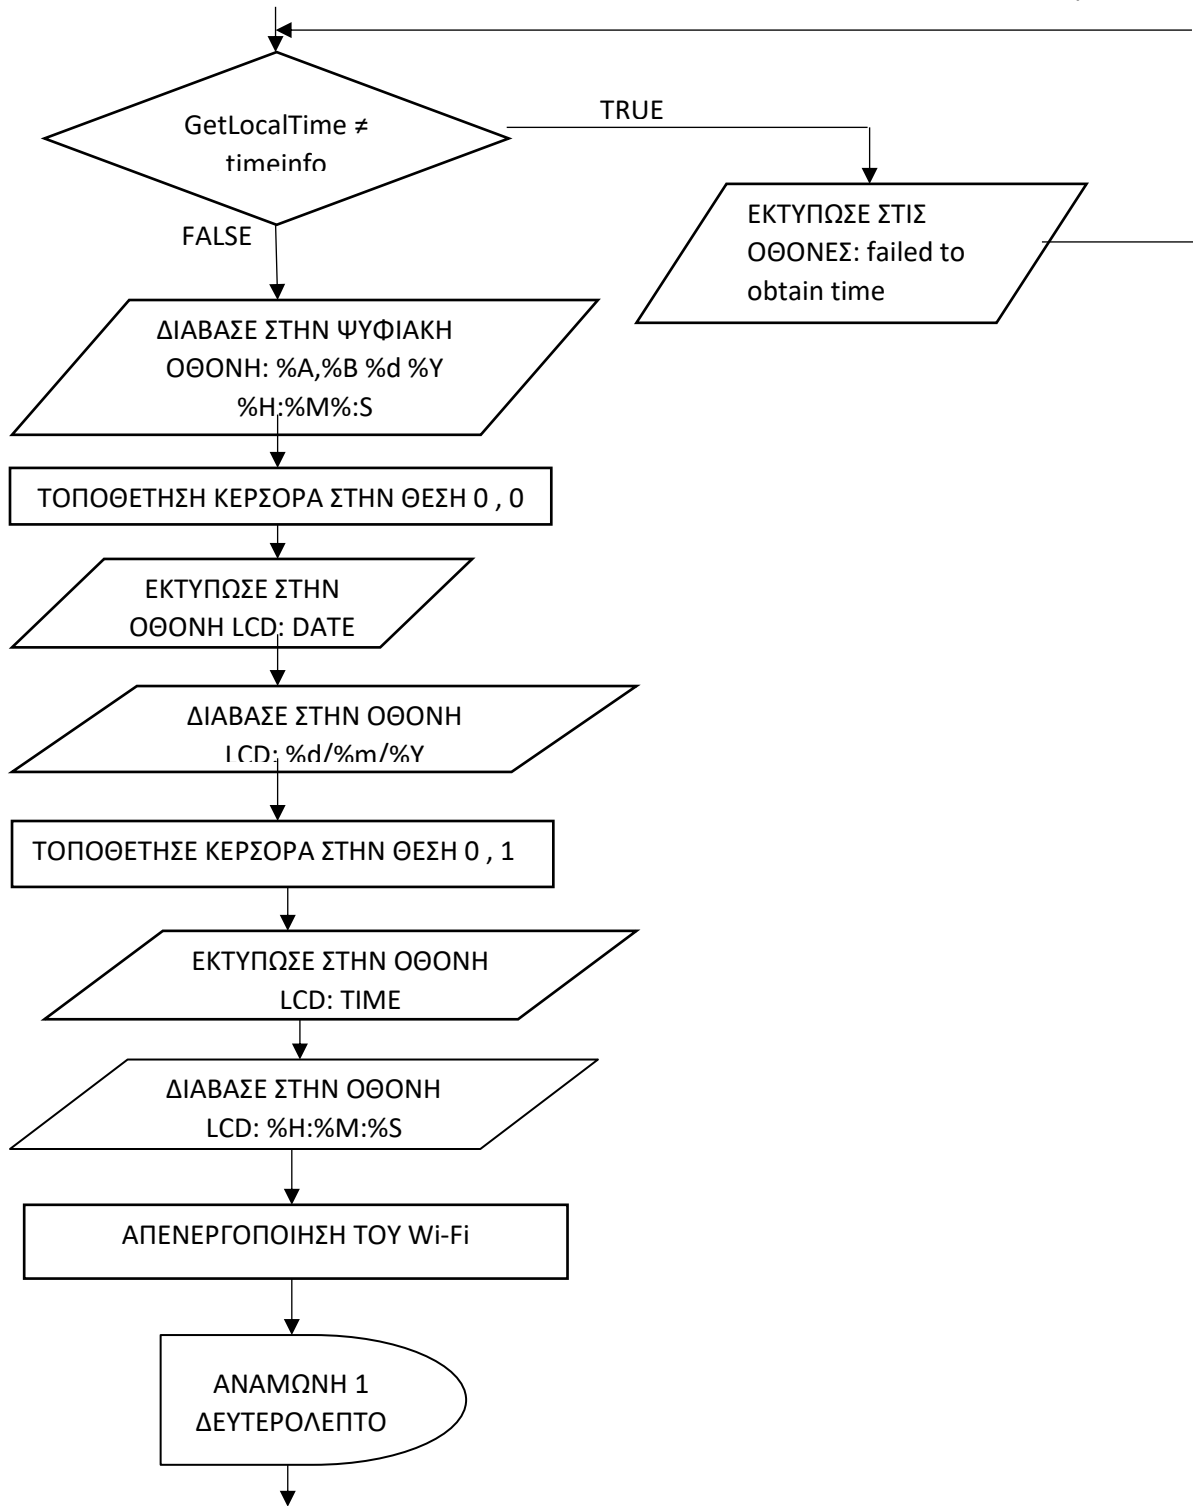 GetLocalTime ≠
timeinfo
TRUE
FALSE
ΕΚΤΥΠΩΣΕ ΣΤΙΣ
ΟΘΟΝΕΣ: failed to
obtain time
ΔΙΑΒΑΣΕ ΣΤΗΝ ΨΥΦΙΑΚΗ
ΟΘΟΝΗ: %A,%B %d %Y
%H:%M%:S
ΤΟΠΟΘΕΤΗΣΗ ΚΕΡΣΟΡΑ ΣΤΗΝ ΘΕΣΗ 0 , 0
ΕΚΤΥΠΩΣΕ ΣΤΗΝ
ΟΘΟΝΗ LCD: DATE
ΔΙΑΒΑΣΕ ΣΤΗΝ ΟΘΟΝΗ
LCD: %d/%m/%Y
ΤΟΠΟΘΕΤΗΣΕ ΚΕΡΣΟΡΑ ΣΤΗΝ ΘΕΣΗ 0 , 1
ΕΚΤΥΠΩΣΕ ΣΤΗΝ ΟΘΟΝΗ
LCD: TIME
ΔΙΑΒΑΣΕ ΣΤΗΝ ΟΘΟΝΗ
LCD: %H:%M:%S
ΑΠΕΝΕΡΓΟΠΟΙΗΣΗ ΤΟΥ Wi-Fi
ΑΝΑΜΩΝΗ 1
ΔΕΥΤΕΡΟΛΕΠΤΟ